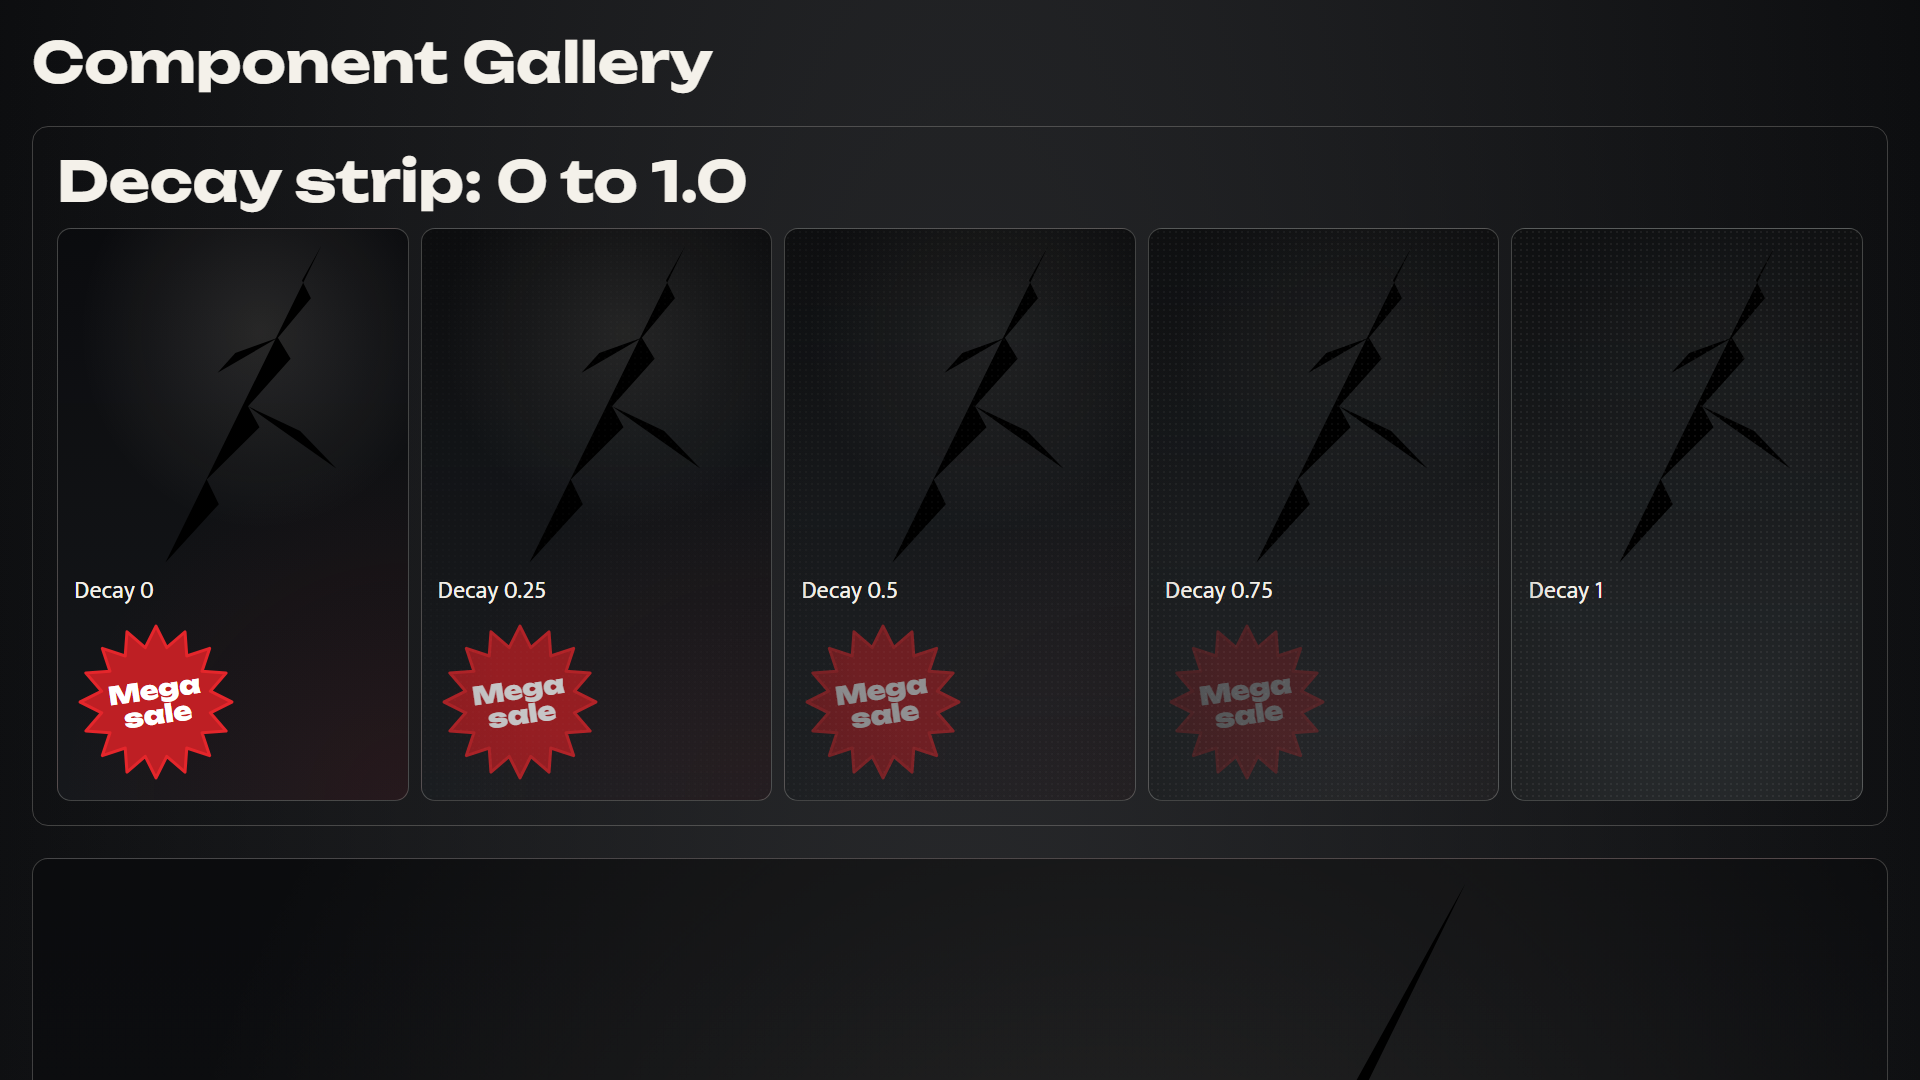 Component Gallery
Decay strip: 0 to 1.0
Decay 0
Mega
sale
Decay 0.25
Mega
sale
Decay 0.5
Mega
sale
Decay 0.75
Mega
sale
Decay 1